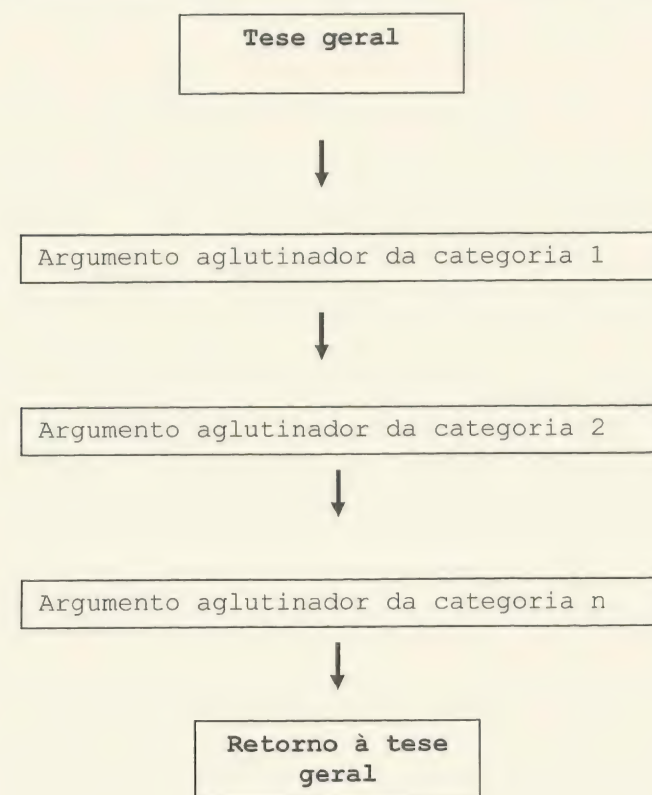 Tese geral
Argumento aglutinador da categoria 1
Argumento aglutinador da categoria 2
Argumento aglutinador da categoria n
Retorno à tese
geral